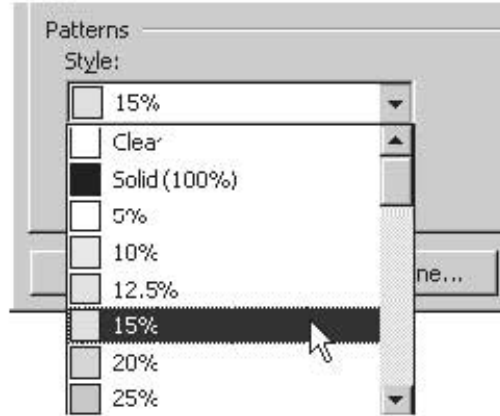 Patterns
Style:
15%
Clear
Solid (100%)
5%
10%
12.5%
15%
ne...
20%
25%